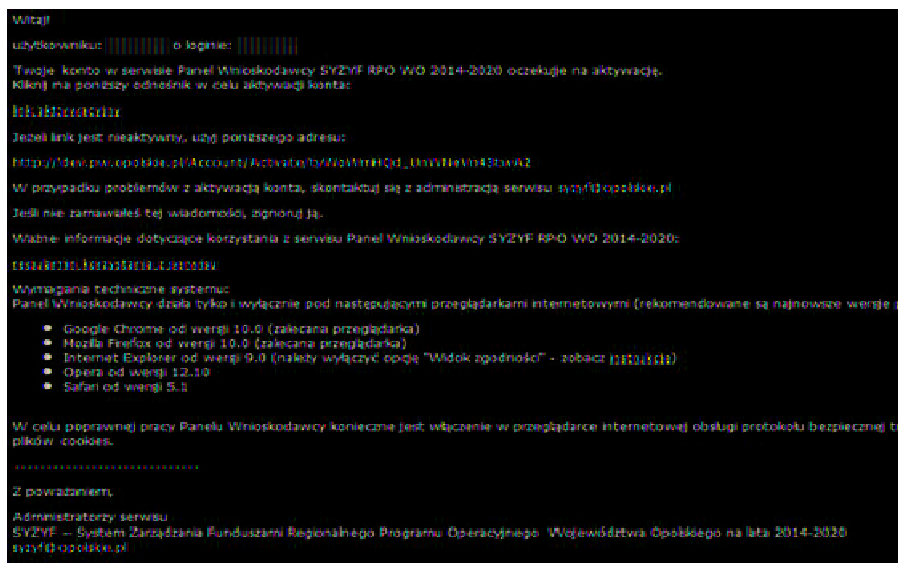 Witaj!
użytkowniku: o loginie:
Twoje konto w serwisie Panel Wnioskodawcy SYZYF RPO WO 2014-2020 oczekuje na aktywację.
Kliknij na poniższy odnośnik w celu aktywacji konta:
link aktywacyjny
Jeżeli link jest nieaktywny, użyj poniższego adresu:
W przypadku problemów z aktywacją konta, skontaktuj się z administracją serwisu syzyf@opolskie.pl
Jeśli nie zamawiałeś tej wiadomości, zignoruj ją.
Ważne informacje dotyczące korzystania z serwisu Panel Wnioskodawcy SYZYF RPO WO 2014-2020:
Wymagania techniczne systemu:
Panel Wnioskodawcy działa tylko i wyłącznie pod następującymi przeglądarkami internetowymi (rekomendowane są najnowsze wersje
Google Chrome od wersji 10.0 (zalecana przeglądarka)
Mozilla Firefox od wersji 10.0 (zalecana przeglądarka)
Internet Explorer od wersji 9.0 (należy wyłączyć opcję "Widok zgodności" - zobacz instrukcję)
Opera od wersji 12.10
Safari od wersji 5.1
W celu poprawnej pracy Panelu Wnioskodawcy konieczne jest włączenie w przeglądarce internetowej obsługi protokołu bezpiecznej
plików cookies.
Z poważaniem,
Administratorzy serwisu
SYZYF – System Zarządzania Funduszami Regionalnego Programu Operacyjnego Województwa Opolskiego na lata 2014-2020
syzyf@opolskie.pl